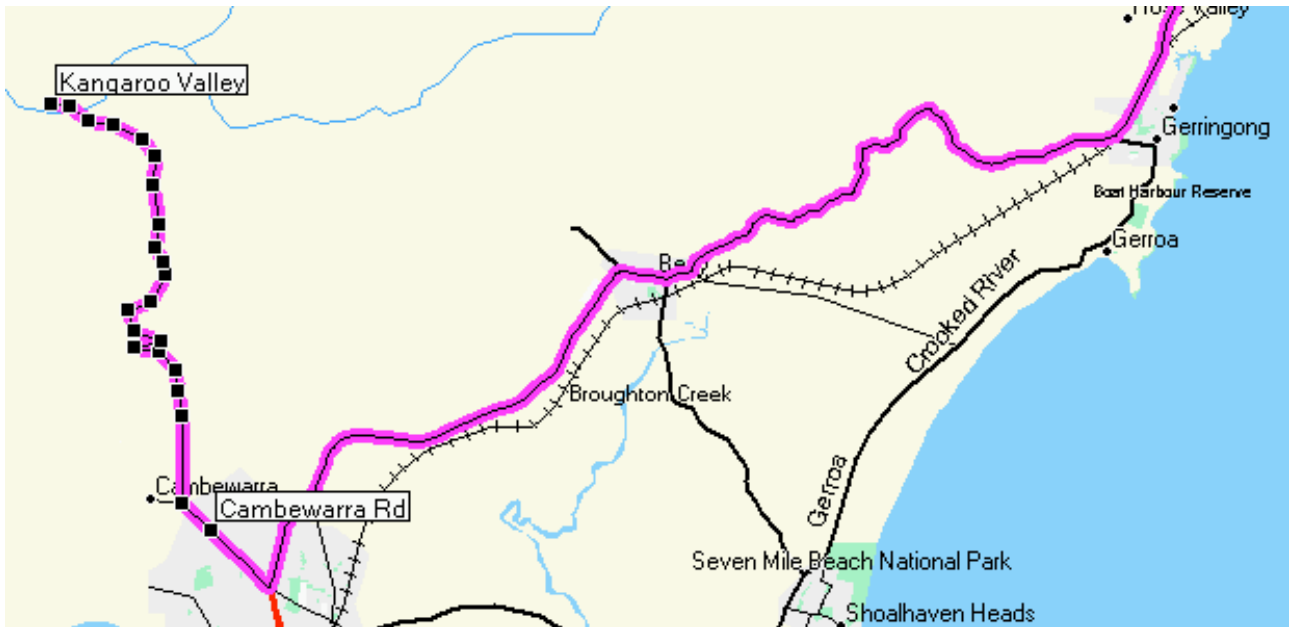 Valley
Kangaroo Valley
Gerringong
Boat Harbour Reserve
Gerroa
Crooked River
Broughton Creek
Cambewarra
Cambewarra Rd
Gerroa
Seven Mile Beach National Park
Shoalhaven Heads